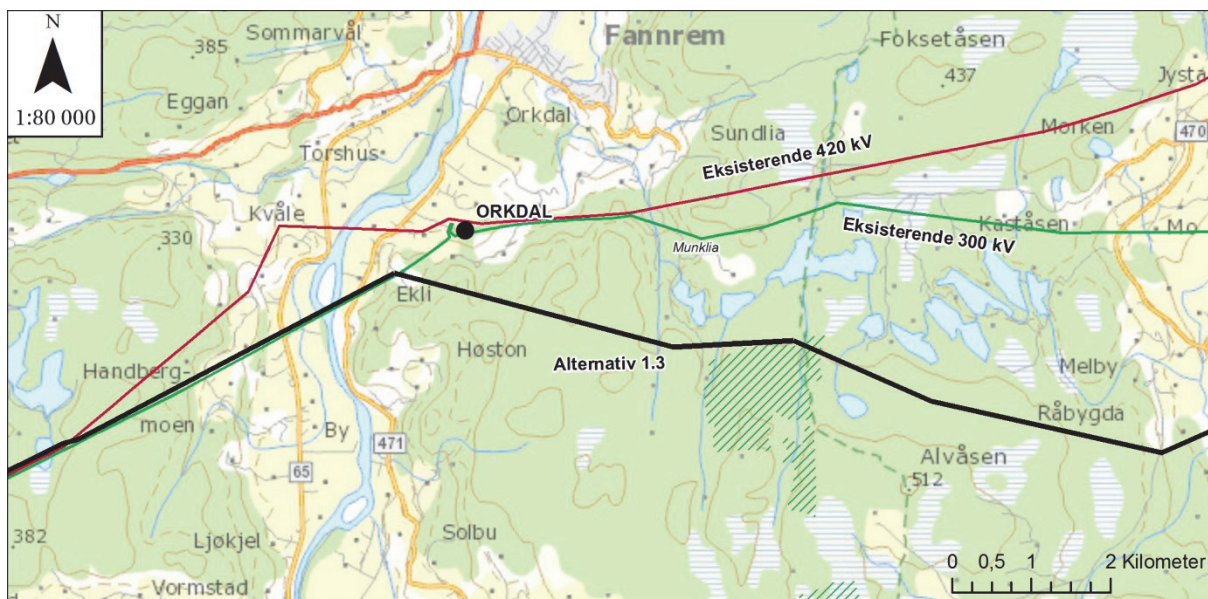 N
1:80 000
385
Sommarvål
Fannrem
Foksetåsen
437
Jysta
Eggan
Orkdal
Torshus
Sundlia
Morken
470
Eksisterende 420 kV
Kvåle
ORKDAL
330
Munklia
Kaståsen
Mo
Eksisterende 300 kV
Ekli
Handberg-
moen
Høston
Alternativ 1.3
Melby
Råbygda
By
471
65
Alvåsen
512
382
Ljøkjel
Solbu
Vormstad
0 0,5 1 2 Kilometer